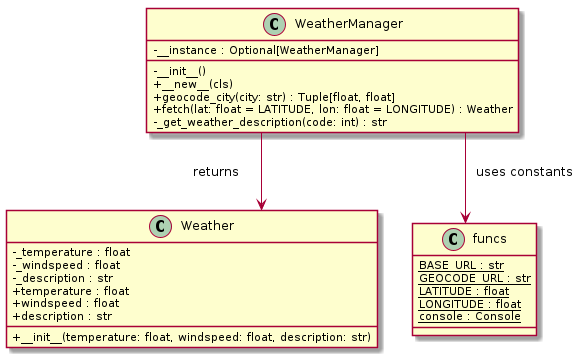 C WeatherManager
-__instance : Optional[WeatherManager]
-__init__()
+__new__(cls)
+geocode_city(city: str) : Tuple[float, float]
+fetch(lat: float = LATITUDE, lon: float = LONGITUDE) : Weather
-_get_weather_description(code: int) : str
returns
uses constants
C Weather
-_temperature : float
-_windspeed : float
-_description : str
+temperature : float
+windspeed : float
+description : str
+__init__(temperature: float, windspeed: float, description: str)
C funcs
BASE_URL : str
GEOCODE_URL : str
LATITUDE : float
LONGITUDE : float
console : Console